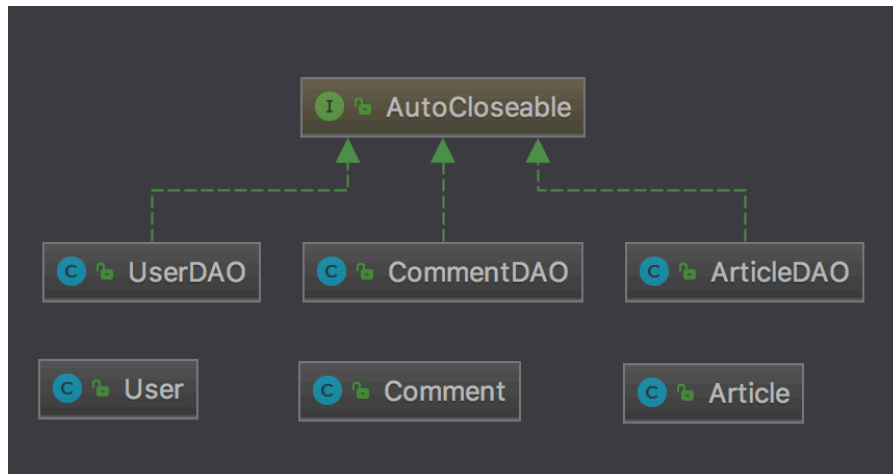 I AutoCloseable
C UserDAO
C CommentDAO
C ArticleDAO
C User
C Comment
C Article